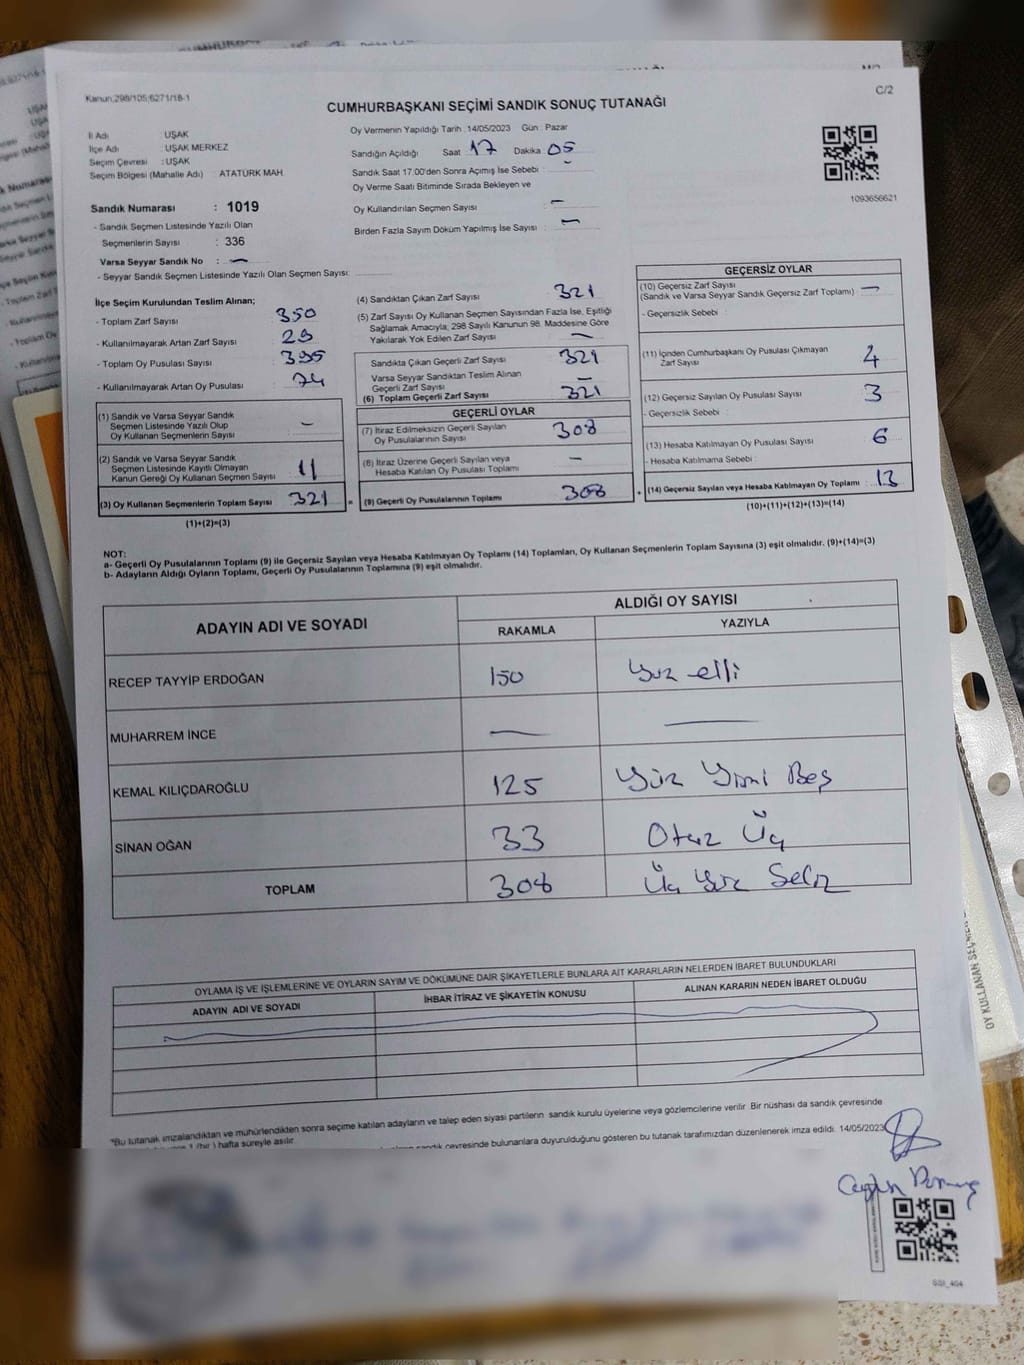 Kanun;298/105;6271/18-1
C/2
CUMHURBAŞKANI SEÇİMİ SANDIK SONUÇ TUTANAĞI
İl Adı : UŞAK
İlçe Adı : UŞAK MERKEZ
Seçim Çevresi : UŞAK
Seçim Bölgesi (Mahalle Adı) : ATATÜRK MAH.
Sandık Numarası : 1019
- Sandık Seçmen Listesinde Yazılı Olan
Seçmenlerin Sayısı : 336
Varsa Seyyar Sandık No : —
- Seyyar Sandık Seçmen Listesinde Yazılı Olan Seçmen Sayısı:
Oy Vermenin Yapıldığı Tarih : 14/05/2023 Gün : Pazar
Sandığın Açıldığı Saat 17 Dakika 05
Sandık Saat 17.00'den Sonra Açımış İse Sebebi : -
Oy Verme Saati Bitiminde Sırada Bekleyen ve
Oy Kullandırılan Seçmen Sayısı : —
Birden Fazla Sayım Döküm Yapılmış İse Sayısı : —
1093656621
İlçe Seçim Kurulundan Teslim Alınan;
- Toplam Zarf Sayısı : 350
- Kullanılmayarak Artan Zarf Sayısı : 29
- Toplam Oy Pusulası Sayısı : 395
- Kullanılmayarak Artan Oy Pusulası : 74
(1) Sandık ve Varsa Seyyar Sandık
Seçmen Listesinde Yazılı Olup
Oy Kullanan Seçmenlerin Sayısı : —
(2) Sandık ve Varsa Seyyar Sandık
Seçmen Listesinde Kayıtlı Olmayan
Kanun Gereği Oy Kullanan Seçmen Sayısı : 11
(3) Oy Kullanan Seçmenlerin Toplam Sayısı : 321 =
(1)+(2)=(3)
(4) Sandıktan Çıkan Zarf Sayısı : 321
(5) Zarf Sayısı Oy Kullanan Seçmen Sayısından Fazla İse, Eşitliği
Sağlamak Amacıyla; 298 Sayılı Kanunun 98. Maddesine Göre
Yakılarak Yok Edilen Zarf Sayısı : —
Sandıkta Çıkan Geçerli Zarf Sayısı : 321
Varsa Seyyar Sandıktan Teslim Alınan
Geçerli Zarf Sayısı : —
(6) Toplam Geçerli Zarf Sayısı : 321
GEÇERLİ OYLAR
(7) İtiraz Edilmeksizin Geçerli Sayılan
Oy Pusulalarının Sayısı : 308
(8) İtiraz Üzerine Geçerli Sayılan veya
Hesaba Katılan Oy Pusulası Toplamı : —
(9) Geçerli Oy Pusulalarının Toplamı : 308 +
GEÇERSİZ OYLAR
(10) Geçersiz Zarf Sayısı
(Sandık ve Varsa Seyyar Sandık Geçersiz Zarf Toplamı) : —
- Geçersizlik Sebebi :
(11) İçinden Cumhurbaşkanı Oy Pusulası Çıkmayan
Zarf Sayısı : 4
(12) Geçersiz Sayılan Oy Pusulası Sayısı : 3
- Geçersizlik Sebebi :
(13) Hesaba Katılmayan Oy Pusulası Sayısı : 6
- Hesaba Katılmama Sebebi :
(14) Geçersiz Sayılan veya Hesaba Katılmayan Oy Toplamı : 13
(10)+(11)+(12)+(13)=(14)
NOT:
a- Geçerli Oy Pusulalarının Toplamı (9) ile Geçersiz Sayılan veya Hesaba Katılmayan Oy Toplamı (14) Toplamları, Oy Kullanan Seçmenlerin Toplam Sayısına (3) eşit olmalıdır. (9)+(14)=(3)
b- Adayların Aldığı Oyların Toplamı, Geçerli Oy Pusulalarının Toplamına (9) eşit olmalıdır.
ADAYIN ADI VE SOYADI
ALDIĞI OY SAYISI
RAKAMLA YAZIYLA
RECEP TAYYİP ERDOĞAN 150 Yüz elli
MUHARREM İNCE — —
KEMAL KILIÇDAROĞLU 125 Yüz Yirmi Beş
SİNAN OĞAN 33 Otuz Üç
TOPLAM 308 Üç Yüz Sekiz
OYLAMA İŞ VE İŞLEMLERİNE VE OYLARIN SAYIM VE DÖKÜMÜNE DAİR ŞİKAYETLERLE BUNLARA AİT KARARLARIN NELERDEN İBARET BULUNDUKLARI
ADAYIN ADI VE SOYADI İHBAR İTİRAZ VE ŞİKAYETİN KONUSU ALINAN KARARIN NEDEN İBARET OLDUĞU
*Bu tutanak imzalandıktan ve mühürlendikten sonra seçime katılan adayların ve talep eden siyasi partilerin sandık kurulu üyelerine veya gözlemcilerine verilir. Bir nüshası da sandık çevresinde
hafta süreyle asılır.
sandık çevresinde bulunanlara duyurulduğunu gösteren bu tutanak tarafımızdan düzenlenerek imza edildi. 14/05/2023
SSI_404